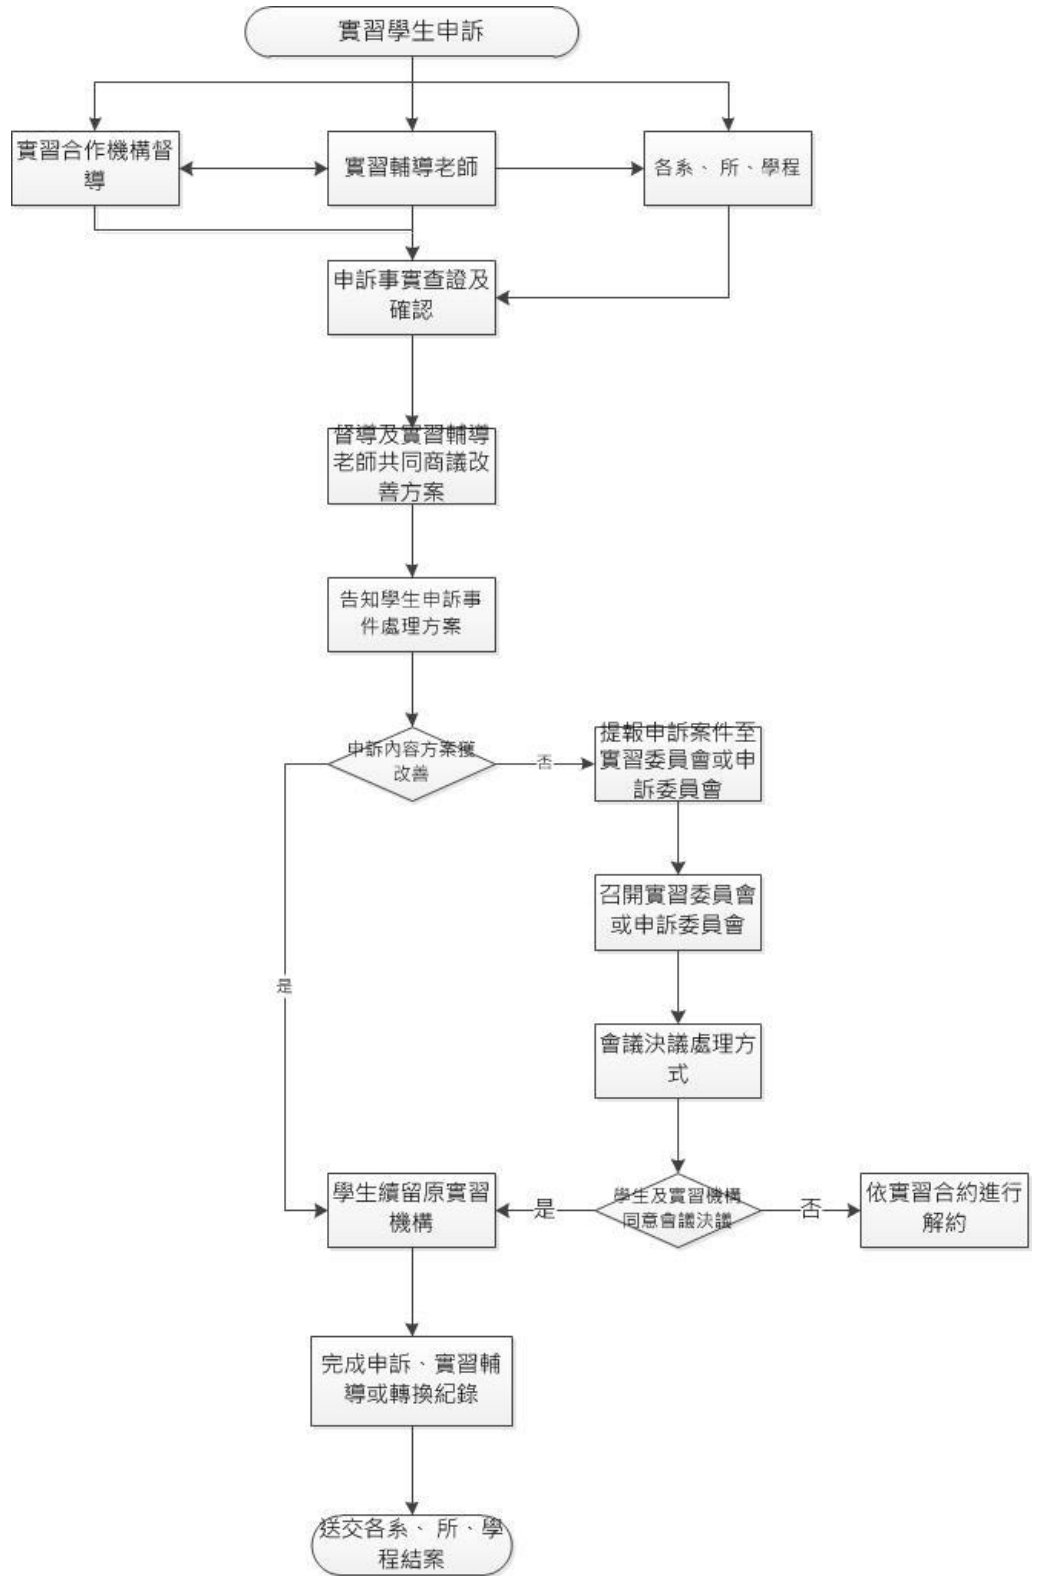 實習學生申訴
實習合作機構督
導
實習輔導老師
各系、 所、學程
申訴事實查證及
確認
督導及實習輔導
老師共同商議改
善方案
告知學生申訴事
件處理方案
申訴內容方案獲
改善
否
提報申訴案件至
實習委員會或申
訴委員會
召開實習委員會
或申訴委員會
是
會議決議處理方
式
學生續留原實習
機構
是
學生及實習機構
同意會議決議
否
依實習合約進行
解約
完成申訴、實習輔
導或轉換紀錄
送交各系、 所、學
程結案